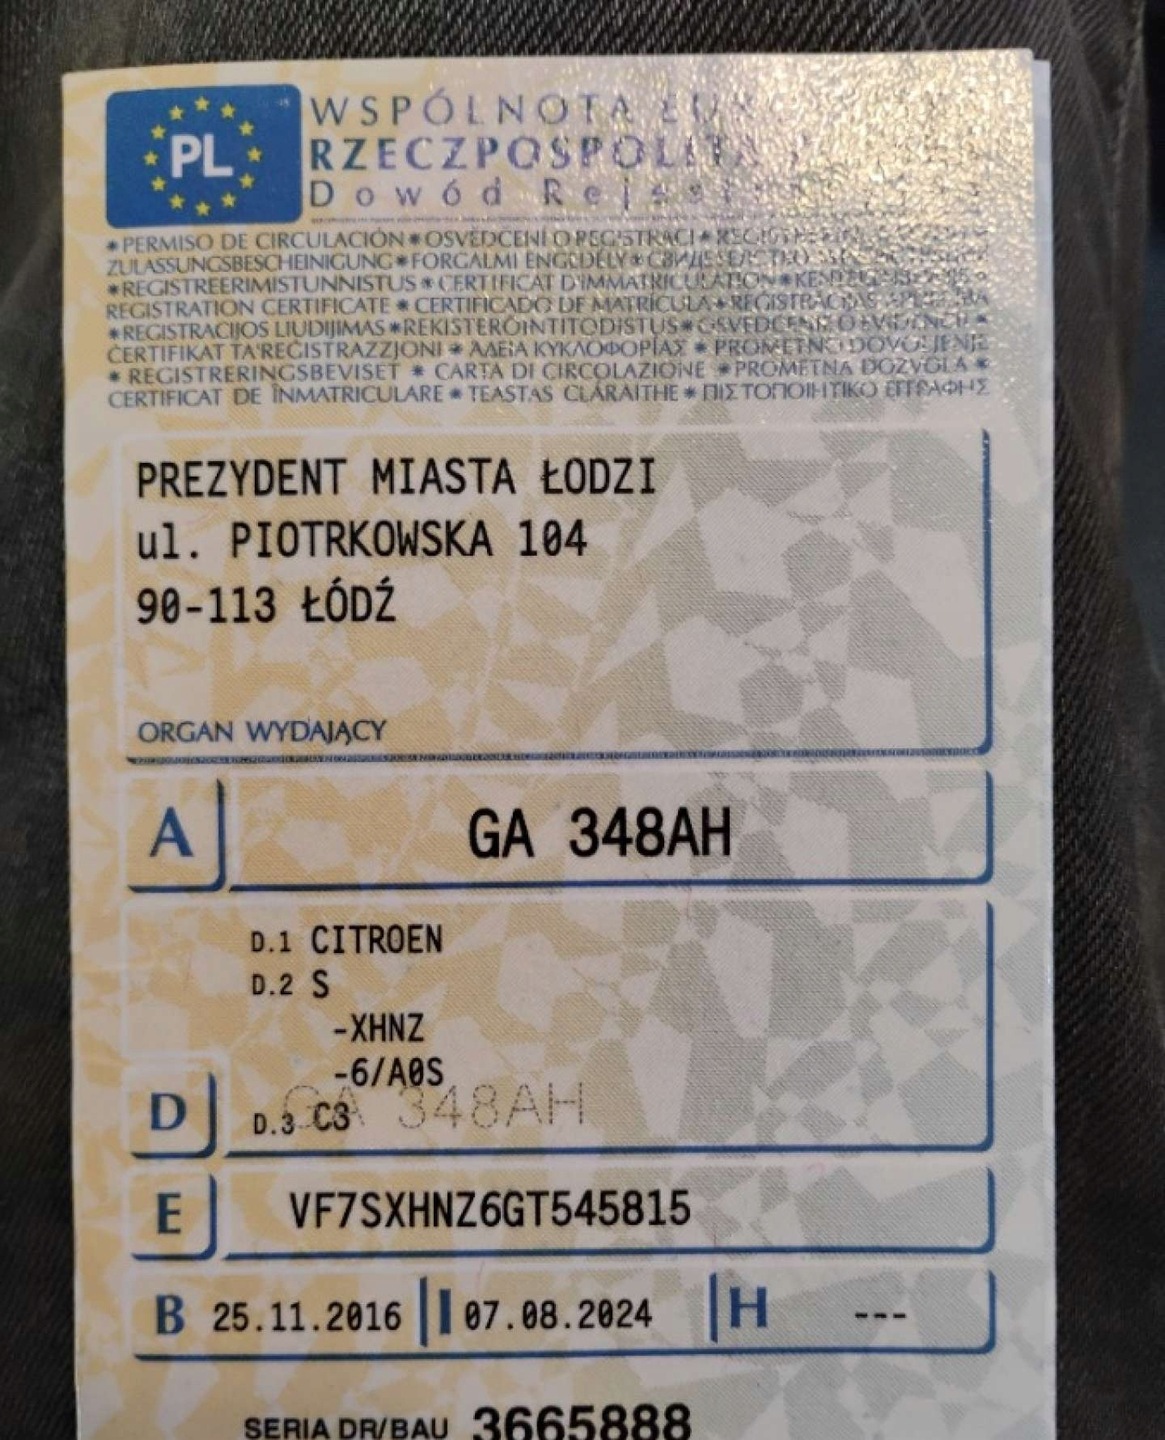 PL
WSPÓLNOTA
RZECZPOSPOLITA
Dowód
*PERMISO DE CIRCULACIÓN*OSVĚDČENÍ O REGISTRACI*
ZULASSUNGSBESCHEINIGUNG*FORGALMI ENGEDÉLY*СВИДЕТЕЛСТВО
*REGISTREERIMISTUNNISTUS*CERTIFICAT D'IMMATRICULATION*
REGISTRATION CERTIFICATE*CERTIFICADO DE MATRÍCULA*
*REGISTRACIJOS LIUDIJIMAS*REKISTERÖINTITODISTUS*OSVEDČENIE O EVIDENCII*
ĊERTIFIKAT TA'REĠISTRAZZJONI*ΑΔΕΙΑ ΚΥΚΛΟΦΟΡΙΑΣ*PROMETNO DOVOLJENJE
*REGISTRERINGSBEVISET*CARTA DI CIRCOLAZIONE*PROMETNA DOZVOLA*
CERTIFICAT DE ÎNMATRICULARE*TEASTAS CLÁRAITHE*ΠΙΣΤΟΠΟΙΗΤΙΚΟ ΕΓΓΡΑΦΗΣ
PREZYDENT MIASTA ŁODZI
ul. PIOTRKOWSKA 104
90-113 ŁÓDŹ
ORGAN WYDAJĄCY
A GA 348AH
D.1 CITROEN
D.2 S
-XHNZ
-6/A0S
GA 348AH
D D.3 C3
E VF7SXHNZ6GT545815
B 25.11.2016 I 07.08.2024 H ---
SERIA DR/BAU 3665888